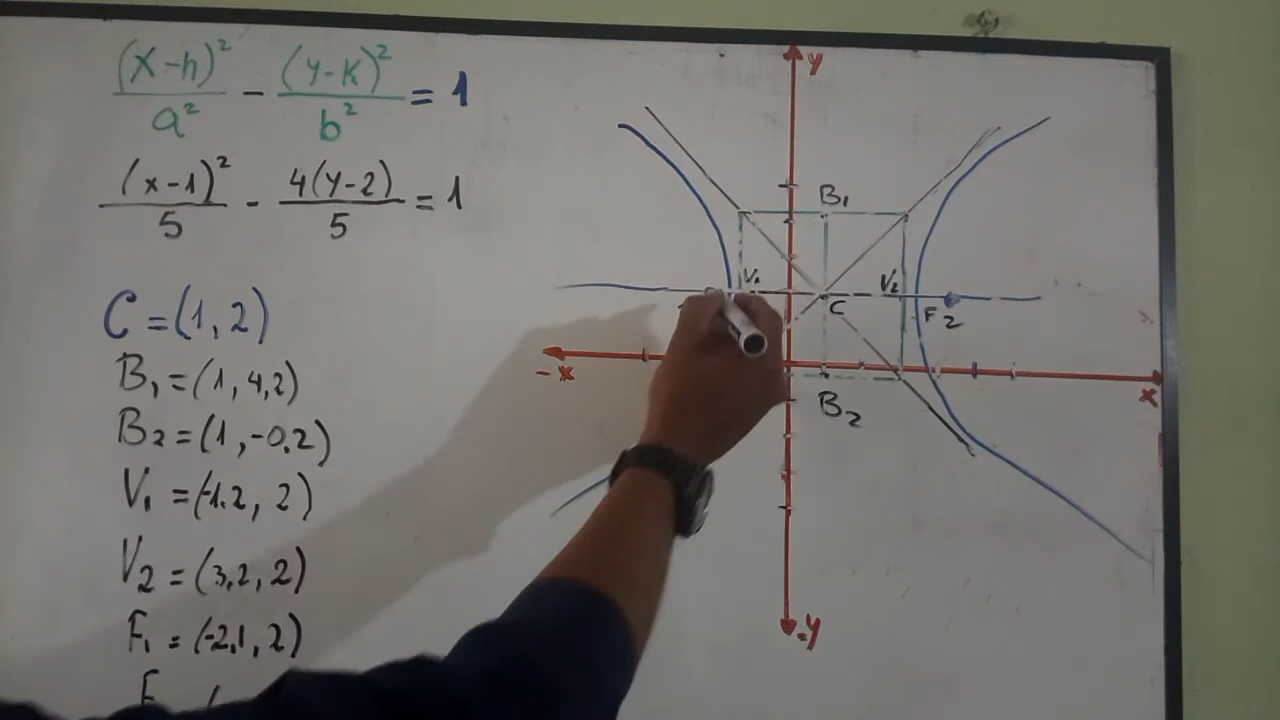 (X-h)² / a² - (Y-K)² / b² = 1
(x-1)² / 5 - 4(Y-2) / 5 = 1
C = (1, 2)
B₁ = (1, 4,2)
B₂ = (1, -0.2)
V₁ = (-1.2, 2)
V₂ = (3,2, 2)
F₁ = (-2,1, 2)
Y
B₁
V₁
V₂
C
F2
-x
x
B₂
-Y